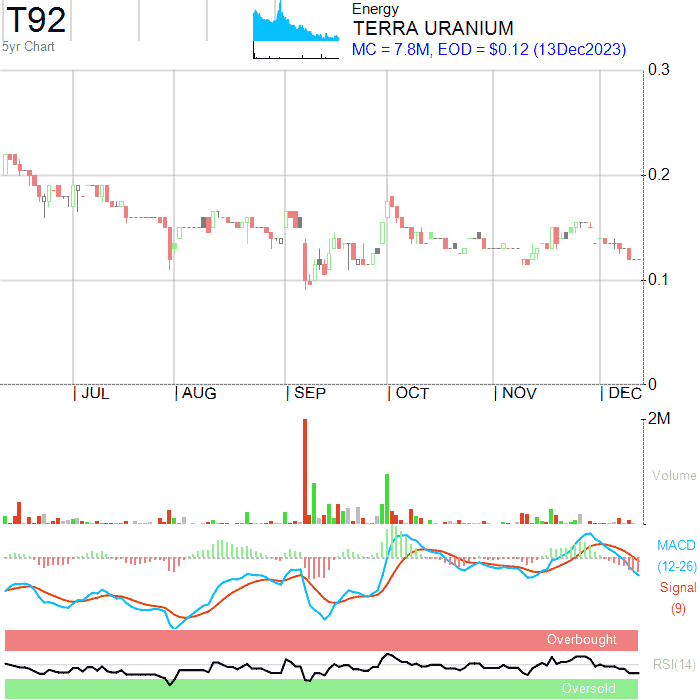 T92
5yr Chart
Energy
TERRA URANIUM
MC = 7.8M, EOD = $0.12 (13Dec2023)
0.3
0.2
0.1
0
| JUL | AUG | SEP | OCT | NOV | DEC
2M
Volume
MACD
(12-26)
Signal
(9)
Overbought
RSI(14)
Oversold